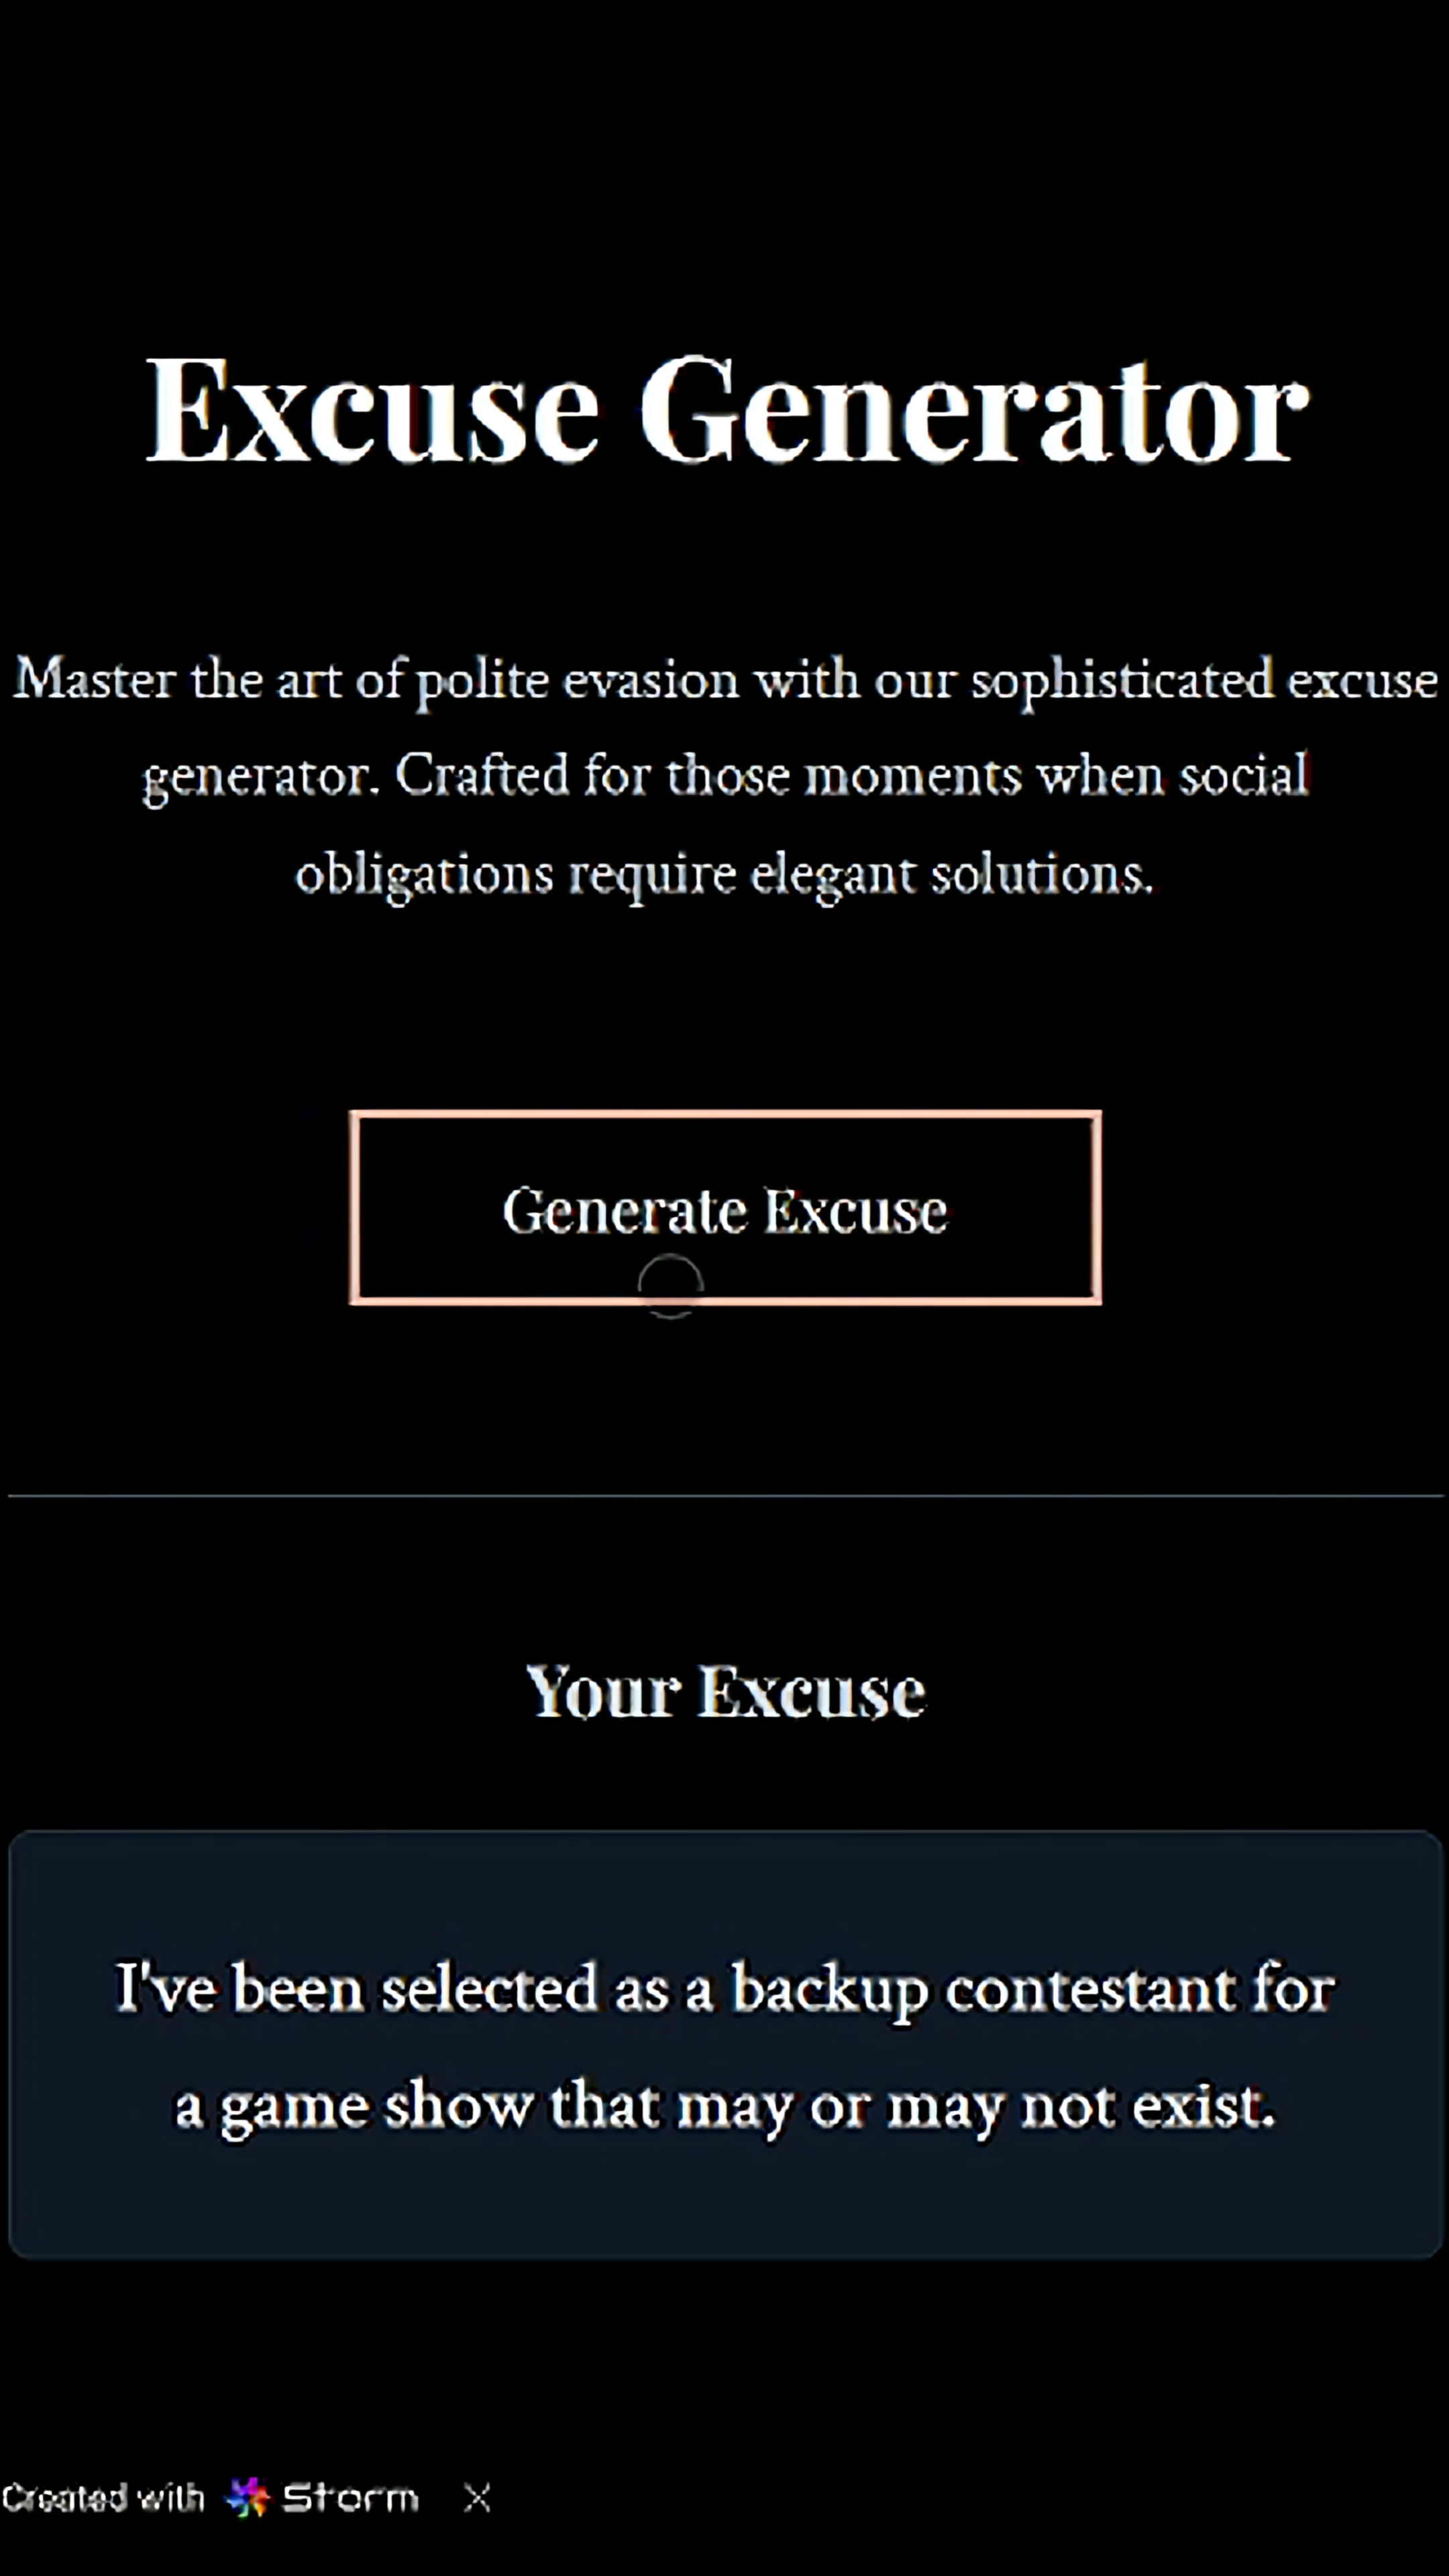 Excuse Generator
Master the art of polite evasion with our sophisticated excuse
generator. Crafted for those moments when social
obligations require elegant solutions.
Generate Excuse
Your Excuse
I've been selected as a backup contestant for
a game show that may or may not exist.
Created with Storm X